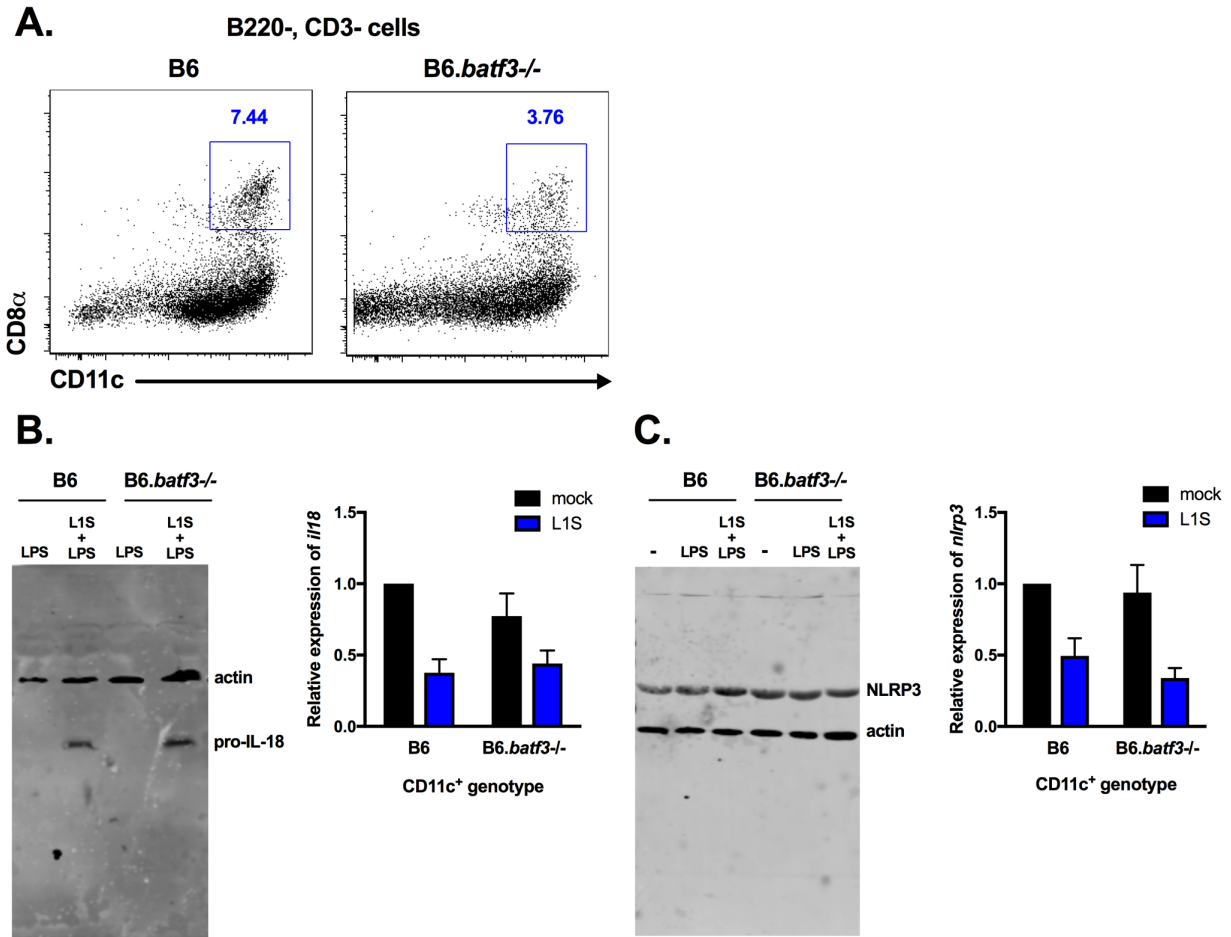 A.
B220-, CD3- cells
B6
B6.batf3-/-
7.44
3.76
CD8α
CD11c
B.
B6
B6.batf3-/-
LPS
L1S
+
LPS
LPS
L1S
+
LPS
actin
pro-IL-18
mock
L1S
Relative expression of il18
1.5
1.0
0.5
0.0
B6
B6.batf3-/-
CD11c+ genotype
C.
B6
B6.batf3-/-
-
LPS
L1S
+
LPS
-
LPS
L1S
+
LPS
NLRP3
actin
mock
L1S
Relative expression of nlrp3
1.5
1.0
0.5
0.0
B6
B6.batf3-/-
CD11c+ genotype